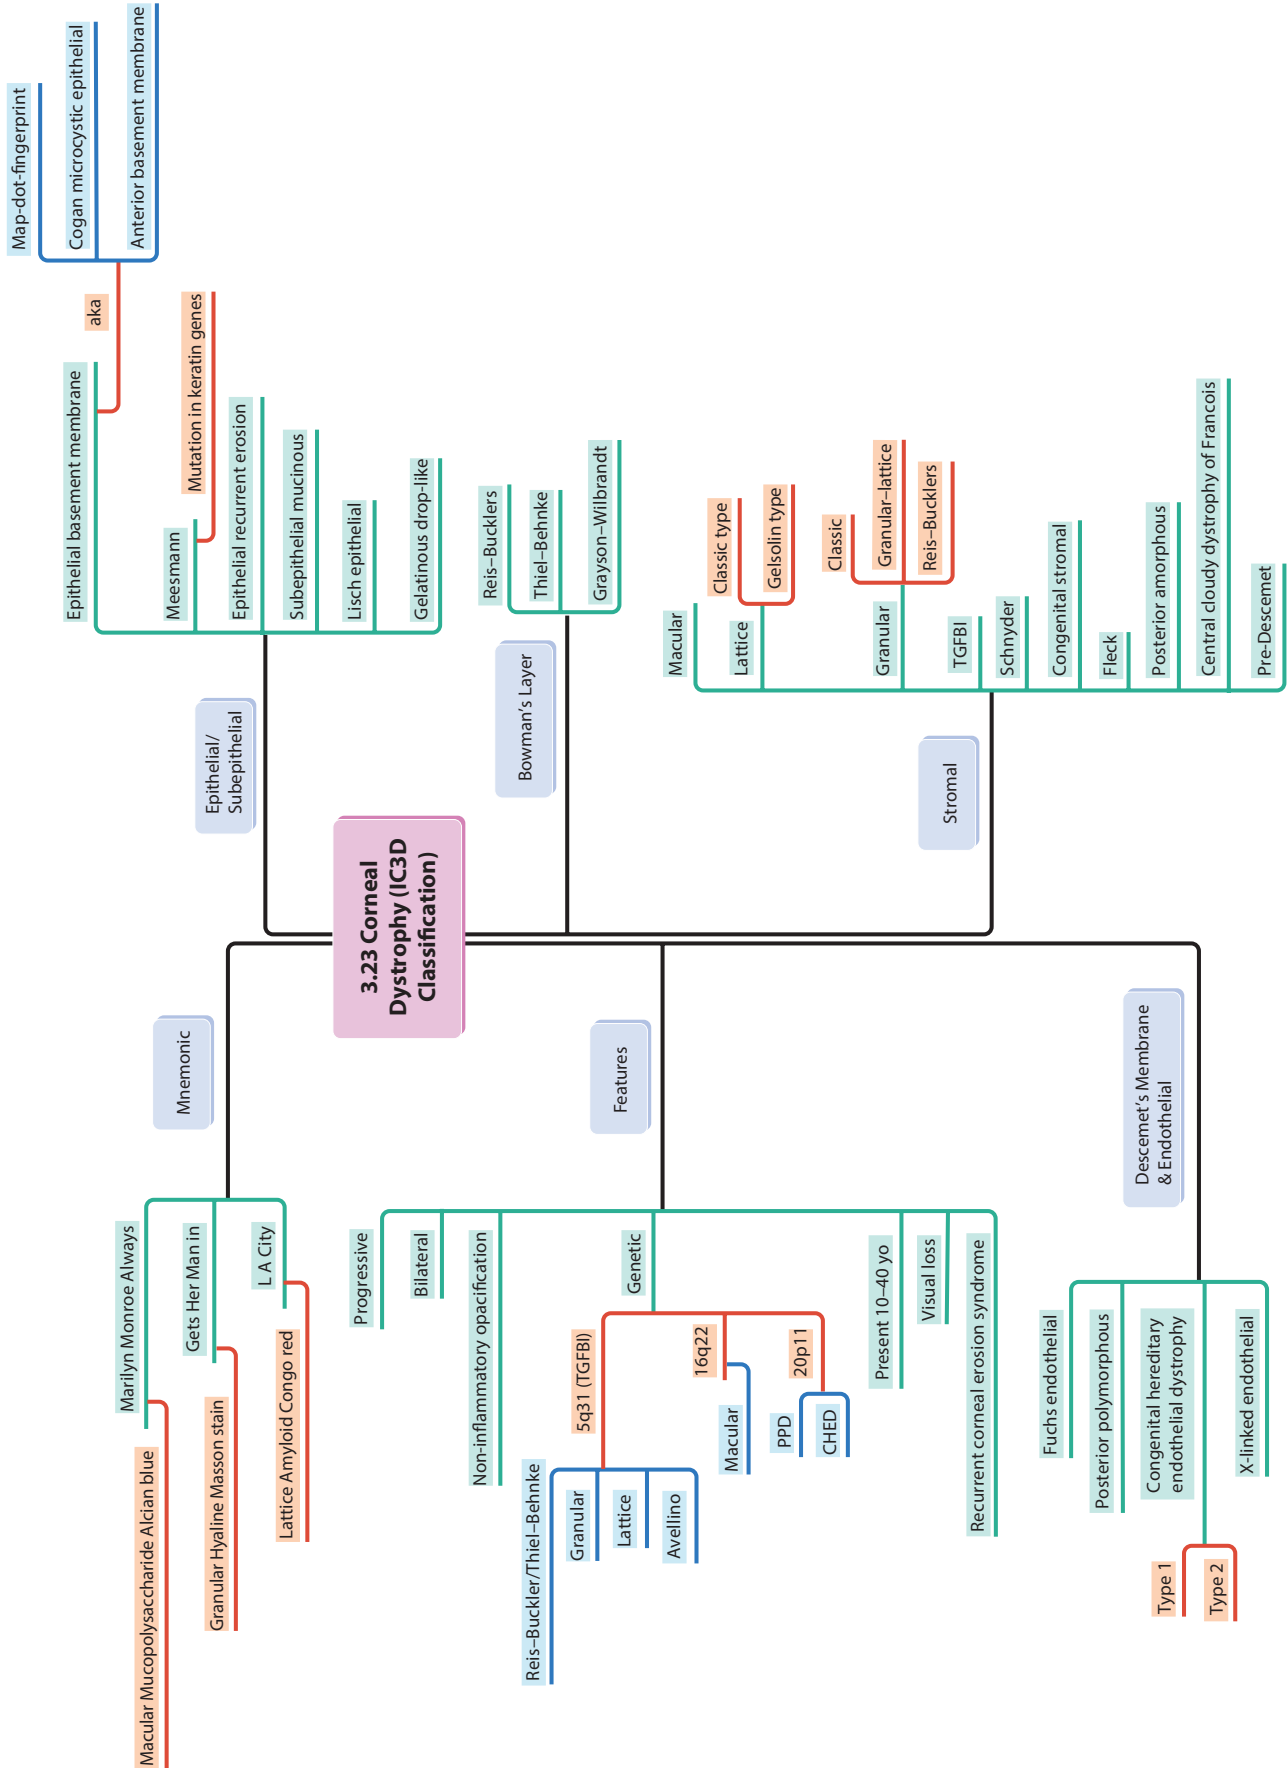 3.23 Corneal
Dystrophy (IC3D
Classification)
Mnemonic
Marilyn Monroe Always
Macular Mucopolysaccharide Alcian blue
Gets Her Man in
Granular Hyaline Masson stain
L A City
Lattice Amyloid Congo red
Features
Progressive
Bilateral
Non-inflammatory opacification
Genetic
5q31 (TGFBI)
Reis–Buckler/Thiel–Behnke
Granular
Lattice
Avellino
16q22
Macular
20p11
PPD
CHED
Present 10–40 yo
Visual loss
Recurrent corneal erosion syndrome
Descemet's Membrane
& Endothelial
Fuchs endothelial
Posterior polymorphous
Congenital hereditary
endothelial dystrophy
Type 1
Type 2
X-linked endothelial
Epithelial/
Subepithelial
Epithelial basement membrane
aka
Map-dot-fingerprint
Cogan microcystic epithelial
Anterior basement membrane
Meesmann
Mutation in keratin genes
Epithelial recurrent erosion
Subepithelial mucinous
Lisch epithelial
Gelatinous drop-like
Bowman's Layer
Reis–Bucklers
Thiel–Behnke
Grayson–Wilbrandt
Stromal
Macular
Lattice
Classic type
Gelsolin type
Granular
Classic
Granular–lattice
Reis–Bucklers
TGFBI
Schnyder
Congenital stromal
Fleck
Posterior amorphous
Central cloudy dystrophy of Francois
Pre-Descemet